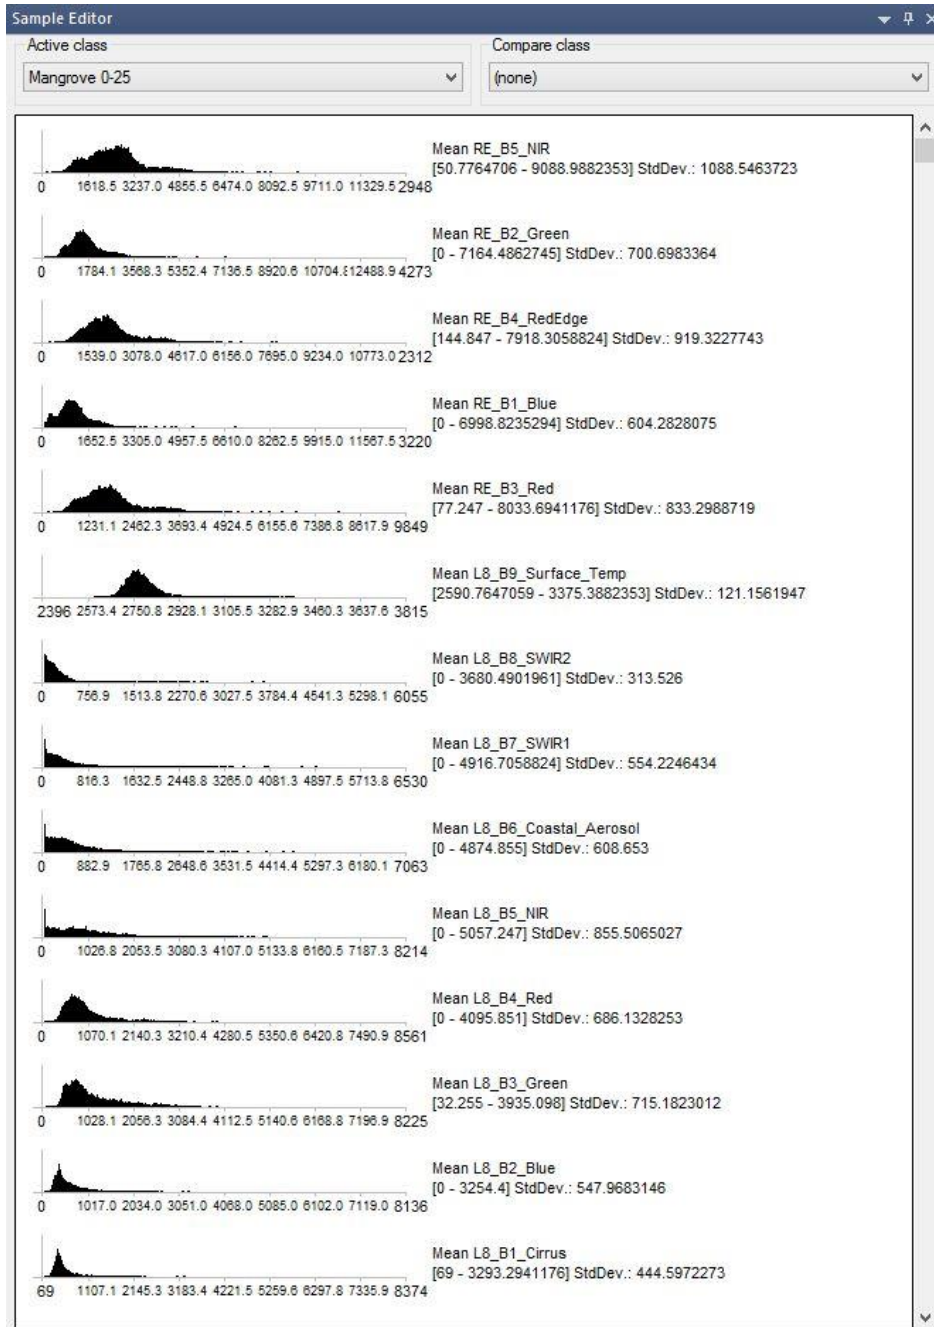 Sample Editor
Active class
Compare class
Mangrove 0-25
(none)
Mean RE_B5_NIR
[50.7764706 - 9088.9882353] StdDev.: 1088.5463723
0 1618.5 3237.0 4855.5 6474.0 8092.5 9711.0 11329.5 2948
Mean RE_B2_Green
[0 - 7164.4862745] StdDev.: 700.6983364
0 1784.1 3568.3 5352.4 7136.5 8920.6 10704.8 12488.9 4273
Mean RE_B4_RedEdge
[144.847 - 7918.3058824] StdDev.: 919.3227743
0 1539.0 3078.0 4617.0 6156.0 7695.0 9234.0 10773.0 2312
Mean RE_B1_Blue
[0 - 6998.8235294] StdDev.: 604.2828075
0 1652.5 3305.0 4957.5 6610.0 8262.5 9915.0 11567.5 3220
Mean RE_B3_Red
[77.247 - 8033.6941176] StdDev.: 833.2988719
0 1231.1 2462.3 3693.4 4924.5 6155.6 7386.8 8617.9 9849
Mean L8_B9_Surface_Temp
[2590.7647059 - 3375.3882353] StdDev.: 121.1561947
2396 2573.4 2750.8 2928.1 3105.5 3282.9 3460.3 3637.6 3815
Mean L8_B8_SWIR2
[0 - 3680.4901961] StdDev.: 313.526
0 756.9 1513.8 2270.6 3027.5 3784.4 4541.3 5298.1 6055
Mean L8_B7_SWIR1
[0 - 4916.7058824] StdDev.: 554.2246434
0 816.3 1632.5 2448.8 3265.0 4081.3 4897.5 5713.8 6530
Mean L8_B6_Coastal_Aerosol
[0 - 4874.855] StdDev.: 608.653
0 882.9 1765.8 2648.6 3531.5 4414.4 5297.3 6180.1 7063
Mean L8_B5_NIR
[0 - 5057.247] StdDev.: 855.5065027
0 1026.8 2053.5 3080.3 4107.0 5133.8 6160.5 7187.3 8214
Mean L8_B4_Red
[0 - 4095.851] StdDev.: 686.1328253
0 1070.1 2140.3 3210.4 4280.5 5350.6 6420.8 7490.9 8561
Mean L8_B3_Green
[32.255 - 3935.098] StdDev.: 715.1823012
0 1028.1 2056.3 3084.4 4112.5 5140.6 6168.8 7196.9 8225
Mean L8_B2_Blue
[0 - 3254.4] StdDev.: 547.9683146
0 1017.0 2034.0 3051.0 4068.0 5085.0 6102.0 7119.0 8136
Mean L8_B1_Cirrus
[69 - 3293.2941176] StdDev.: 444.5972273
69 1107.1 2145.3 3183.4 4221.5 5259.6 6297.8 7335.9 8374